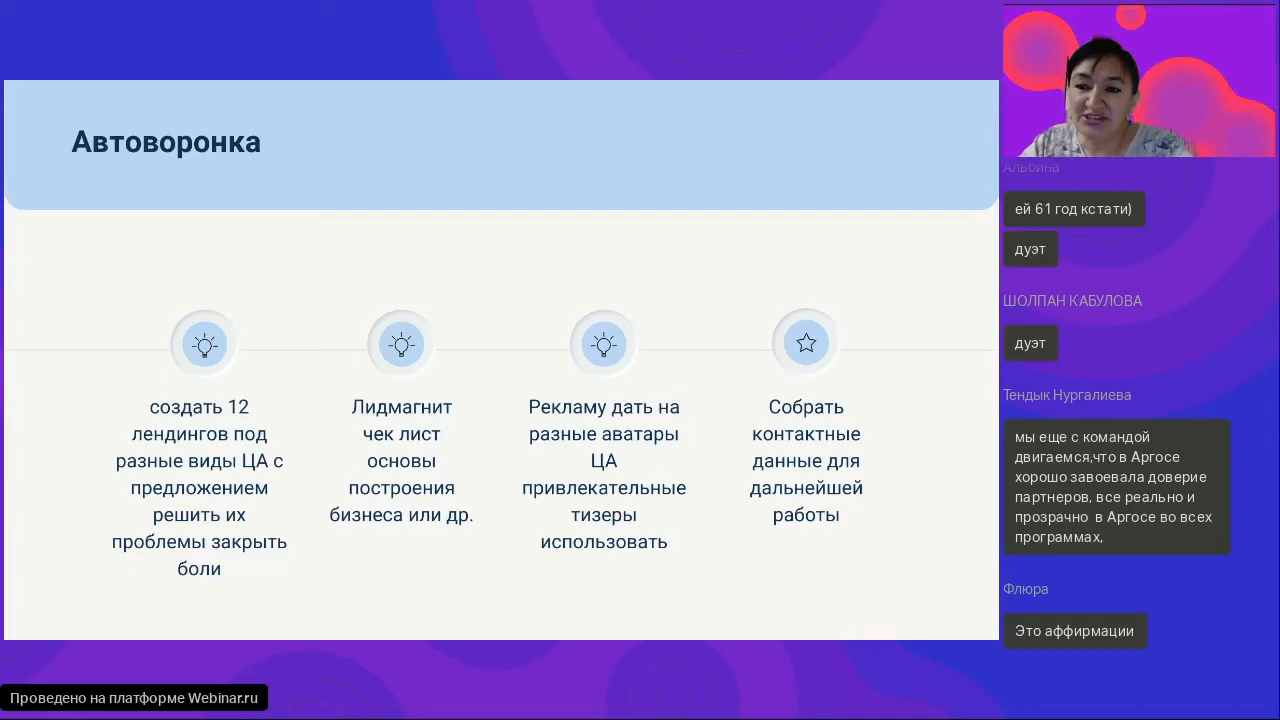 Автоворонка
создать 12
лендингов под
разные виды ЦА с
предложением
решить их
проблемы закрыть
боли
Лидмагнит
чек лист
основы
построения
бизнеса или др.
Рекламу дать на
разные аватары
ЦА
привлекательные
тизеры
использовать
Собрать
контактные
данные для
дальнейшей
работы
Альбина
ей 61 год кстати)
дуэт
ШОЛПАН КАБУЛОВА
дуэт
Тендык Нургалиева
мы еще с командой
двигаемся,что в Аргосе
хорошо завоевала доверие
партнеров, все реально и
прозрачно в Аргосе во всех
программах,
Флюра
Это аффирмации
Проведено на платформе Webinar.ru